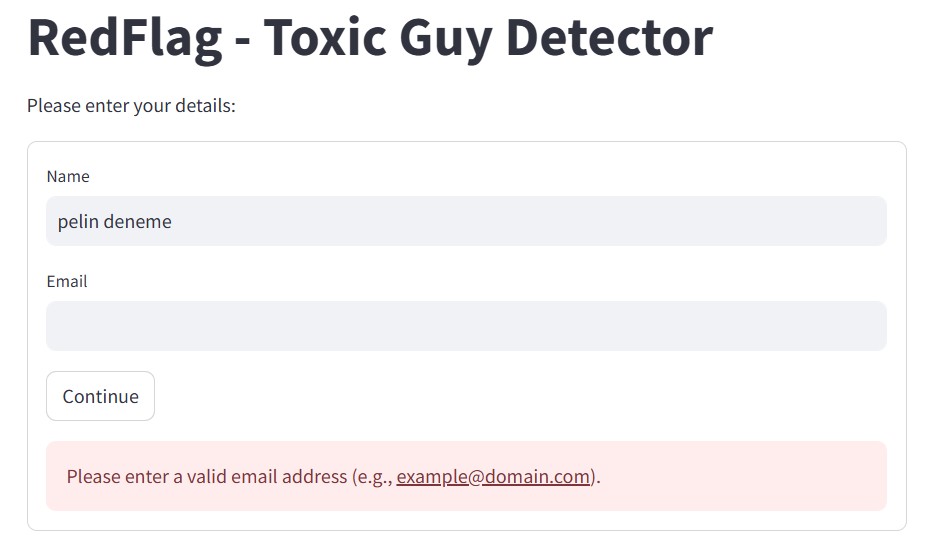 RedFlag - Toxic Guy Detector
Please enter your details:
Name
pelin deneme
Email
Continue
Please enter a valid email address (e.g., example@domain.com).